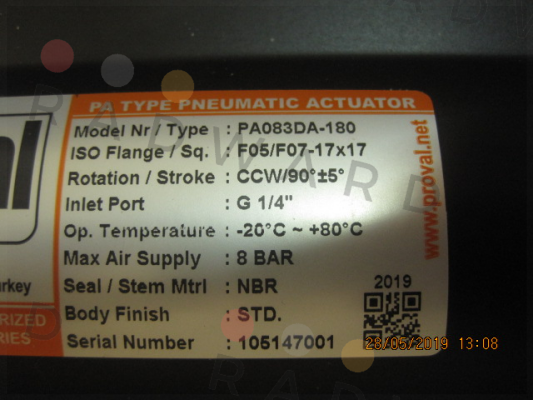 PA TYPE PNEUMATIC ACTUATOR
Model Nr / Type : PA083DA-180
ISO Flange / Sq. : F05/F07-17x17
Rotation / Stroke : CCW/90°±5°
Inlet Port : G 1/4"
Op. Temperature : -20°C ~ +80°C
Max Air Supply : 8 BAR
Seal / Stem Mtrl : NBR
Body Finish : STD.
Serial Number : 105147001
www.proval.net
2019
28/05/2019 13:08
RADWARD